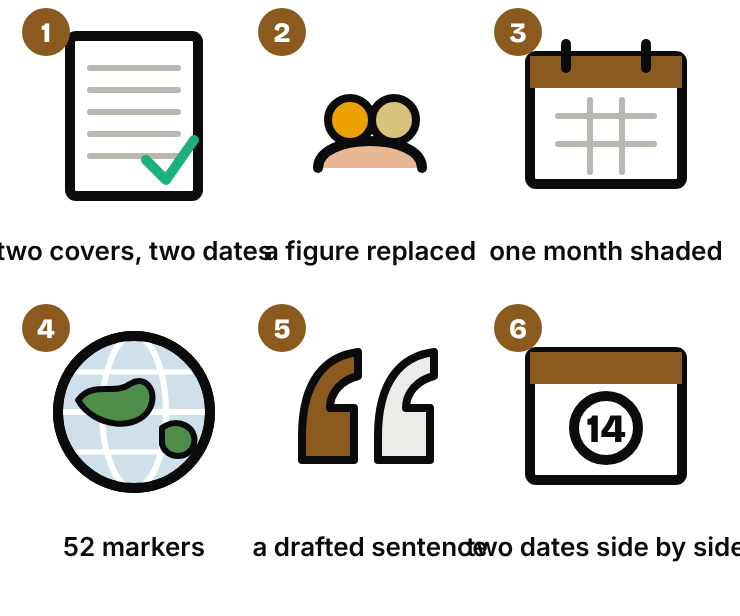 1
2
3
two covers, two dates
a figure replaced
one month shaded
4
5
6
14
52 markers
a drafted sentence
two dates side by side